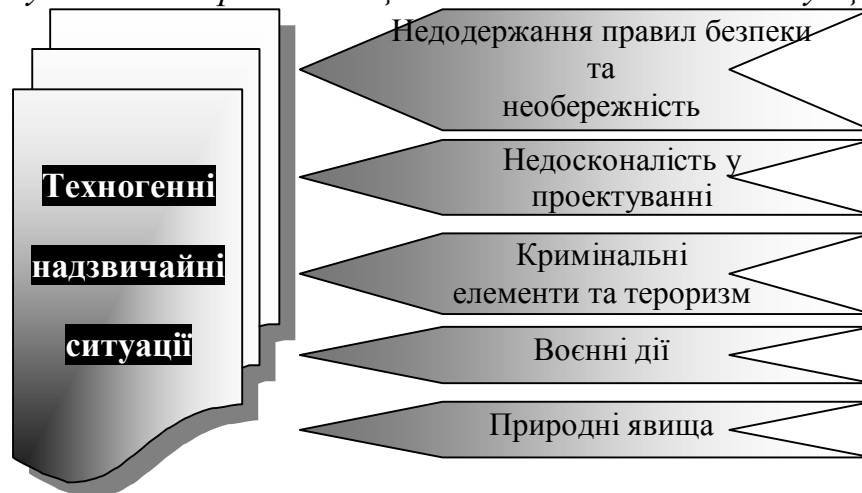 Недодержання правил безпеки
та
необережність
Недосконалість у
проектуванні
Кримінальні
елементи та тероризм
Воєнні дії
Природні явища
Техногенні
надзвичайні
ситуації